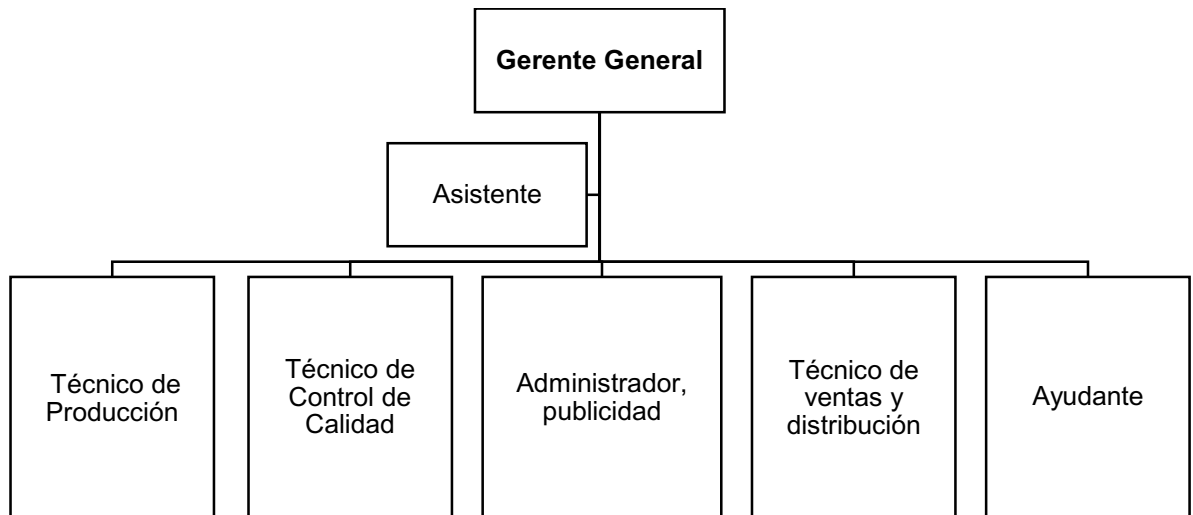 Gerente General
Asistente
Técnico de
Producción
Técnico de
Control de
Calidad
Administrador,
publicidad
Técnico de
ventas y
distribución
Ayudante